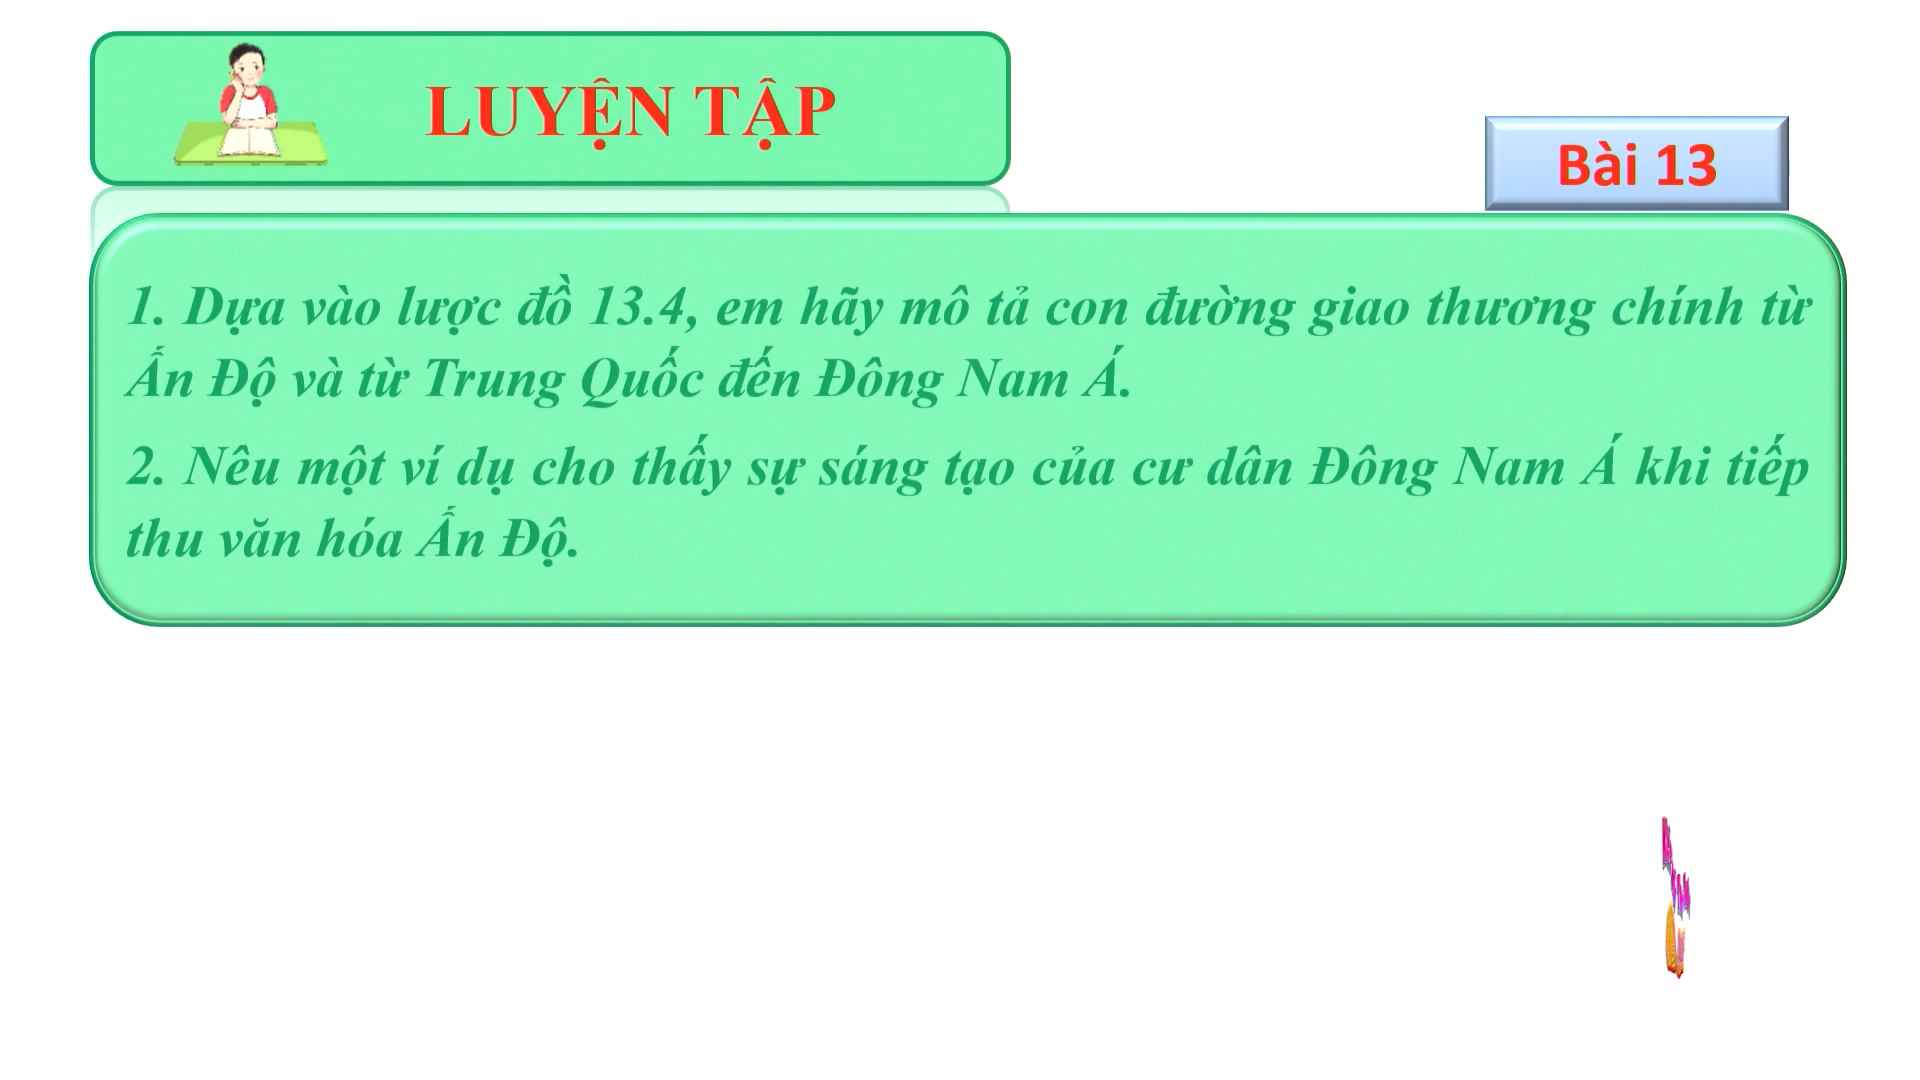 LUYỆN TẬP
Bài 13
1. Dựa vào lược đồ 13.4, em hãy mô tả con đường giao thương chính từ
Ấn Độ và từ Trung Quốc đến Đông Nam Á.
2. Nêu một ví dụ cho thấy sự sáng tạo của cư dân Đông Nam Á khi tiếp
thu văn hóa Ấn Độ.